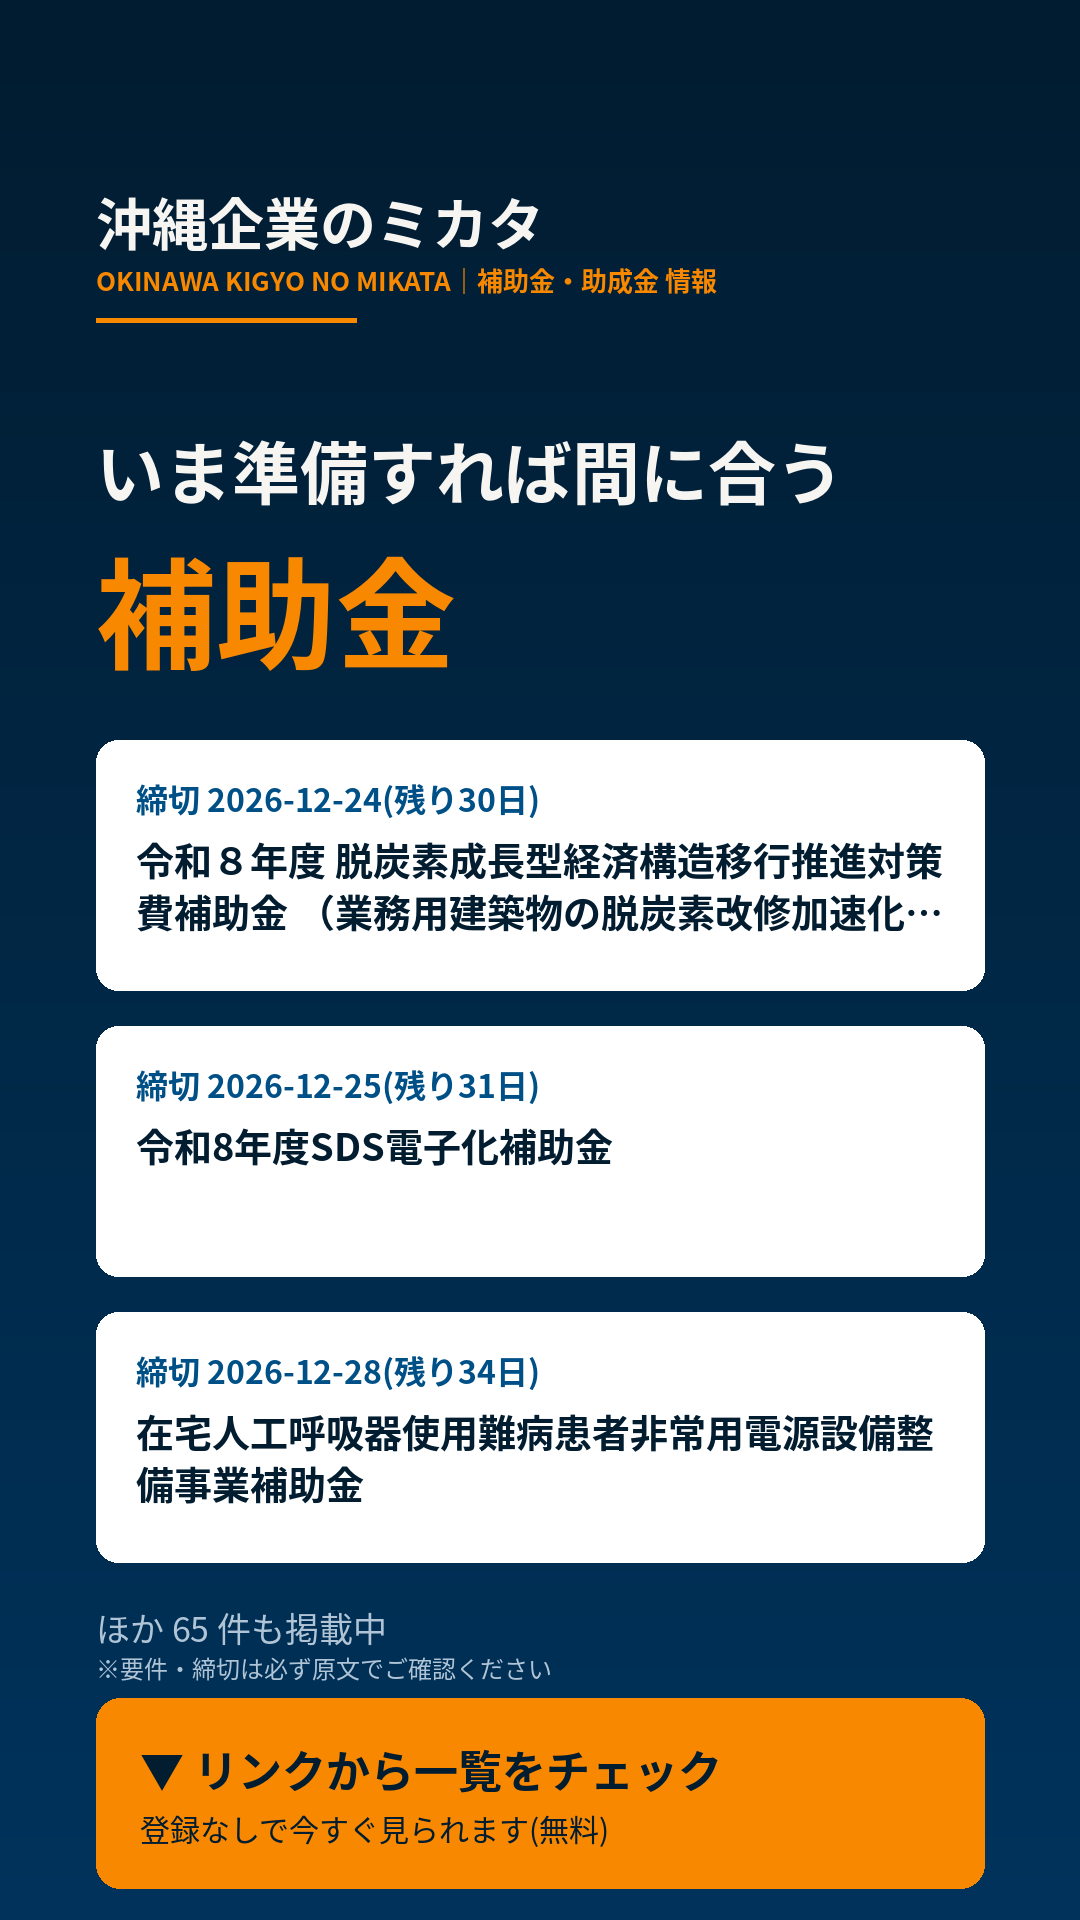 沖縄企業のミカタ
OKINAWA KIGYO NO MIKATA｜補助金・助成金 情報
いま準備すれば間に合う
補助金
締切 2026-12-24(残り30日)
令和８年度 脱炭素成長型経済構造移行推進対策
費補助金 （業務用建築物の脱炭素改修加速化…
締切 2026-12-25(残り31日)
令和8年度SDS電子化補助金
締切 2026-12-28(残り34日)
在宅人工呼吸器使用難病患者非常用電源設備整
備事業補助金
ほか 65 件も掲載中
※要件・締切は必ず原文でご確認ください
▼ リンクから一覧をチェック
登録なしで今すぐ見られます(無料)